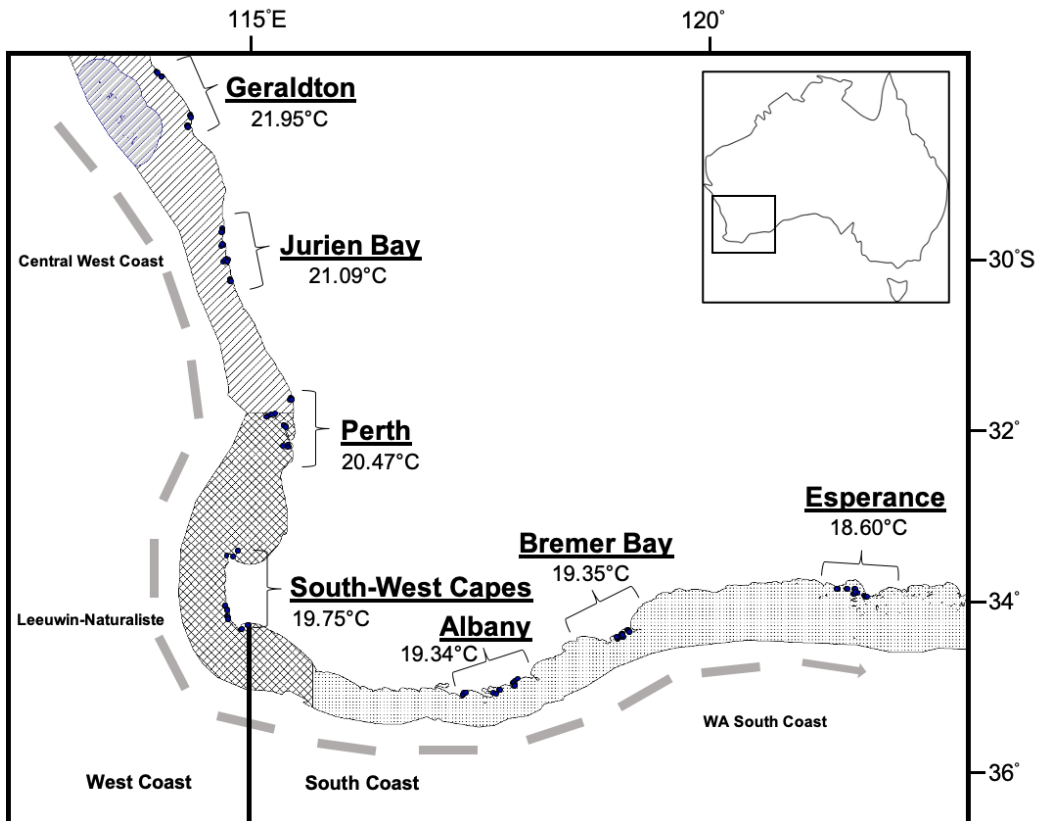 115°E
120°
Geraldton
21.95°C
Jurien Bay
21.09°C
Central West Coast
30°S
Perth
20.47°C
32°
Esperance
18.60°C
Bremer Bay
19.35°C
South-West Capes
19.75°C
34°
Leeuwin-Naturaliste
Albany
19.34°C
WA South Coast
West Coast
South Coast
36°